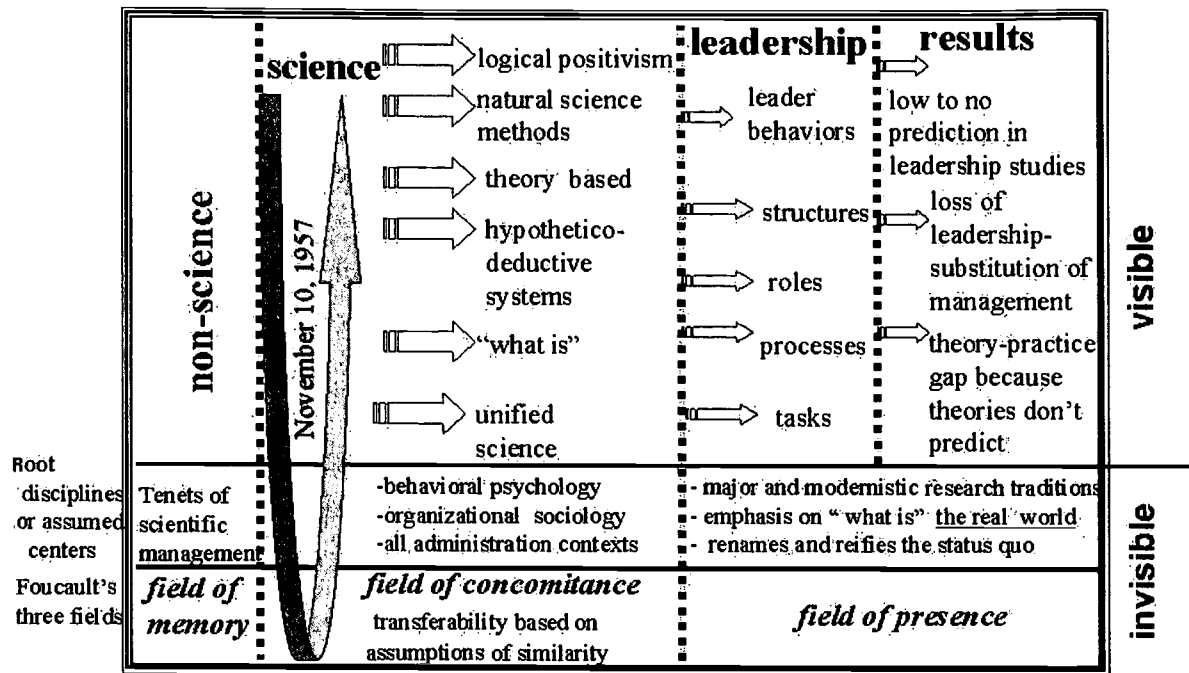 science
logical positivism
natural science
methods
theory based
hypothetico-
deductive
systems
“what is”
unified
science
leadership
leader
behaviors
structures
roles
processes
tasks
results
low to no
prediction in
leadership studies
loss of
leadership-
substitution of
management
theory-practice
gap because
theories don’t
predict
non-science
November 10, 1957
visible
Root
disciplines
or assumed
centers
Tenets of
scientific
management
-behavioral psychology
-organizational sociology
-all administration contexts
- major and modernistic research traditions
- emphasis on “what is” the real world
- renames and reifies the status quo
invisible
Foucault’s
three fields
field of
memory
field of concomitance
transferability based on
assumptions of similarity
field of presence